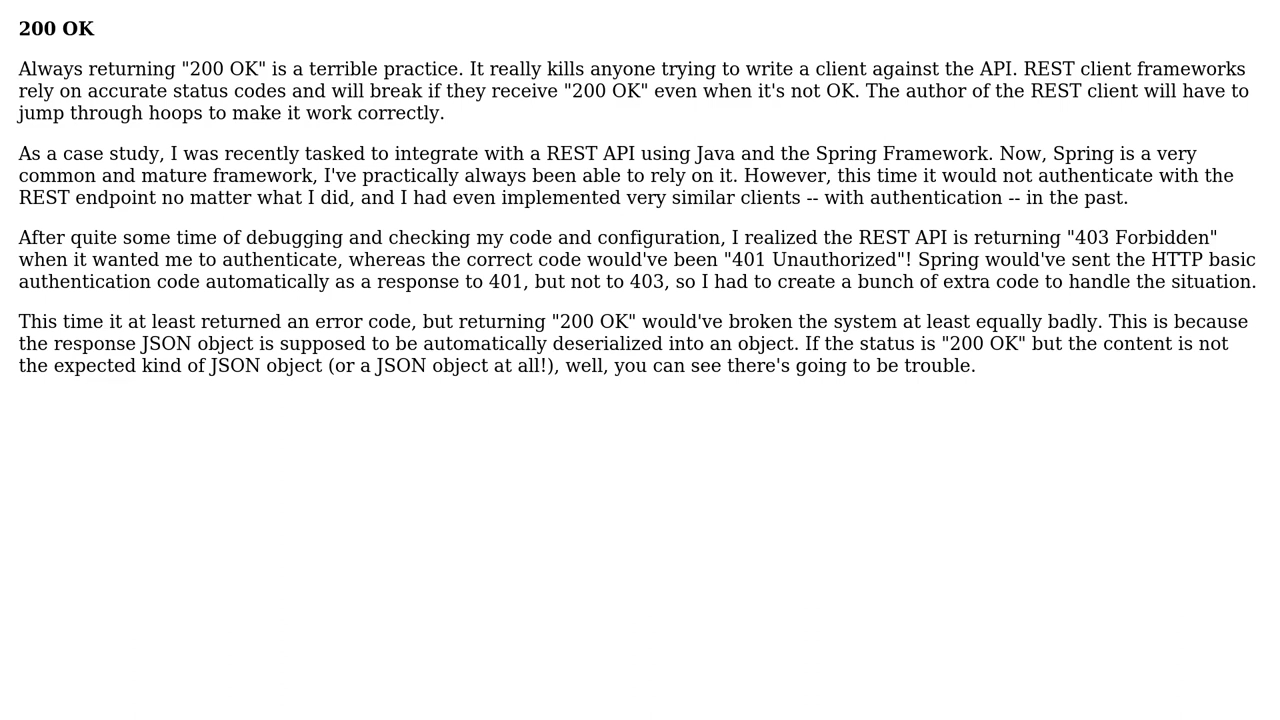 200 OK
Always returning "200 OK" is a terrible practice. It really kills anyone trying to write a client against the API. REST client frameworks
rely on accurate status codes and will break if they receive "200 OK" even when it's not OK. The author of the REST client will have to
jump through hoops to make it work correctly.
As a case study, I was recently tasked to integrate with a REST API using Java and the Spring Framework. Now, Spring is a very
common and mature framework, I've practically always been able to rely on it. However, this time it would not authenticate with the
REST endpoint no matter what I did, and I had even implemented very similar clients -- with authentication -- in the past.
After quite some time of debugging and checking my code and configuration, I realized the REST API is returning "403 Forbidden"
when it wanted me to authenticate, whereas the correct code would've been "401 Unauthorized"! Spring would've sent the HTTP basic
authentication code automatically as a response to 401, but not to 403, so I had to create a bunch of extra code to handle the situation.
This time it at least returned an error code, but returning "200 OK" would've broken the system at least equally badly. This is because
the response JSON object is supposed to be automatically deserialized into an object. If the status is "200 OK" but the content is not
the expected kind of JSON object (or a JSON object at all!), well, you can see there's going to be trouble.